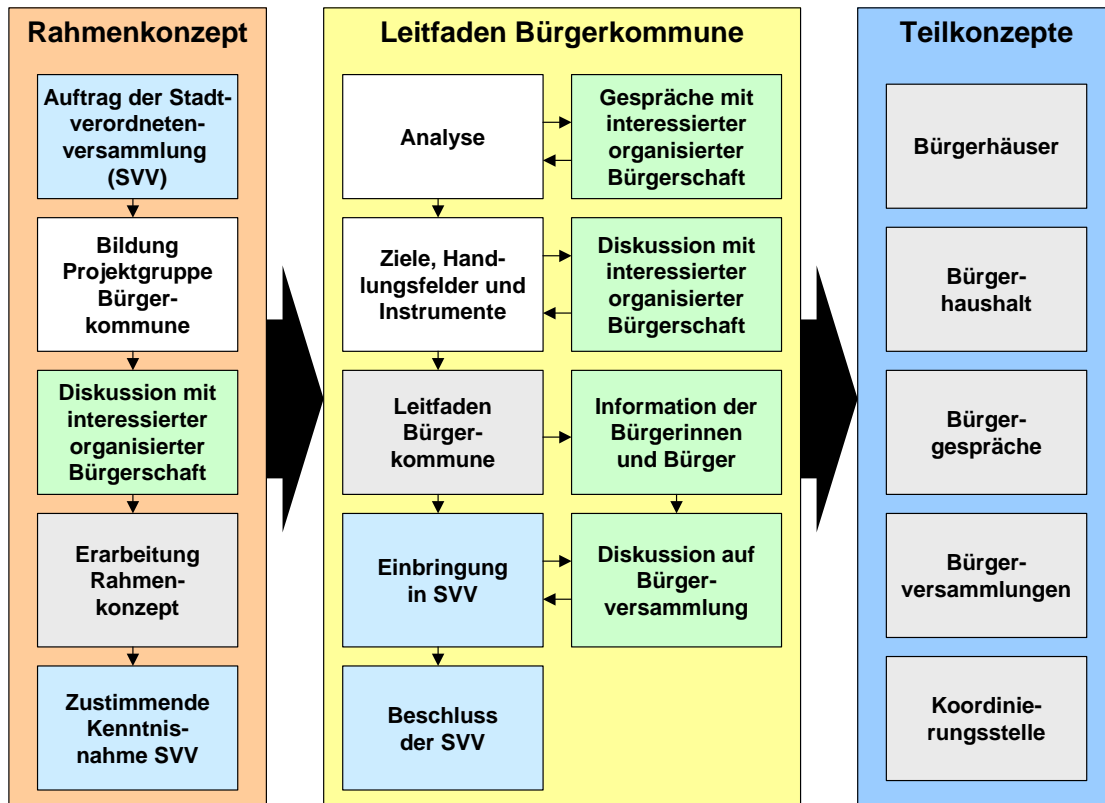 Rahmenkonzept
Auftrag der Stadt-
verordneten-
versammlung
(SVV)
Bildung
Projektgruppe
Bürger-
kommune
Diskussion mit
interessierter
organisierter
Bürgerschaft
Erarbeitung
Rahmen-
konzept
Zustimmende
Kenntnis-
nahme SVV
Leitfaden Bürgerkommune
Analyse
Gespräche mit
interessierter
organisierter
Bürgerschaft
Ziele, Hand-
lungsfelder und
Instrumente
Diskussion mit
interessierter
organisierter
Bürgerschaft
Leitfaden
Bürger-
kommune
Information der
Bürgerinnen
und Bürger
Einbringung
in SVV
Diskussion auf
Bürger-
versammlung
Beschluss
der SVV
Teilkonzepte
Bürgerhäuser
Bürger-
haushalt
Bürger-
gespräche
Bürger-
versammlungen
Koordinie-
rungsstelle